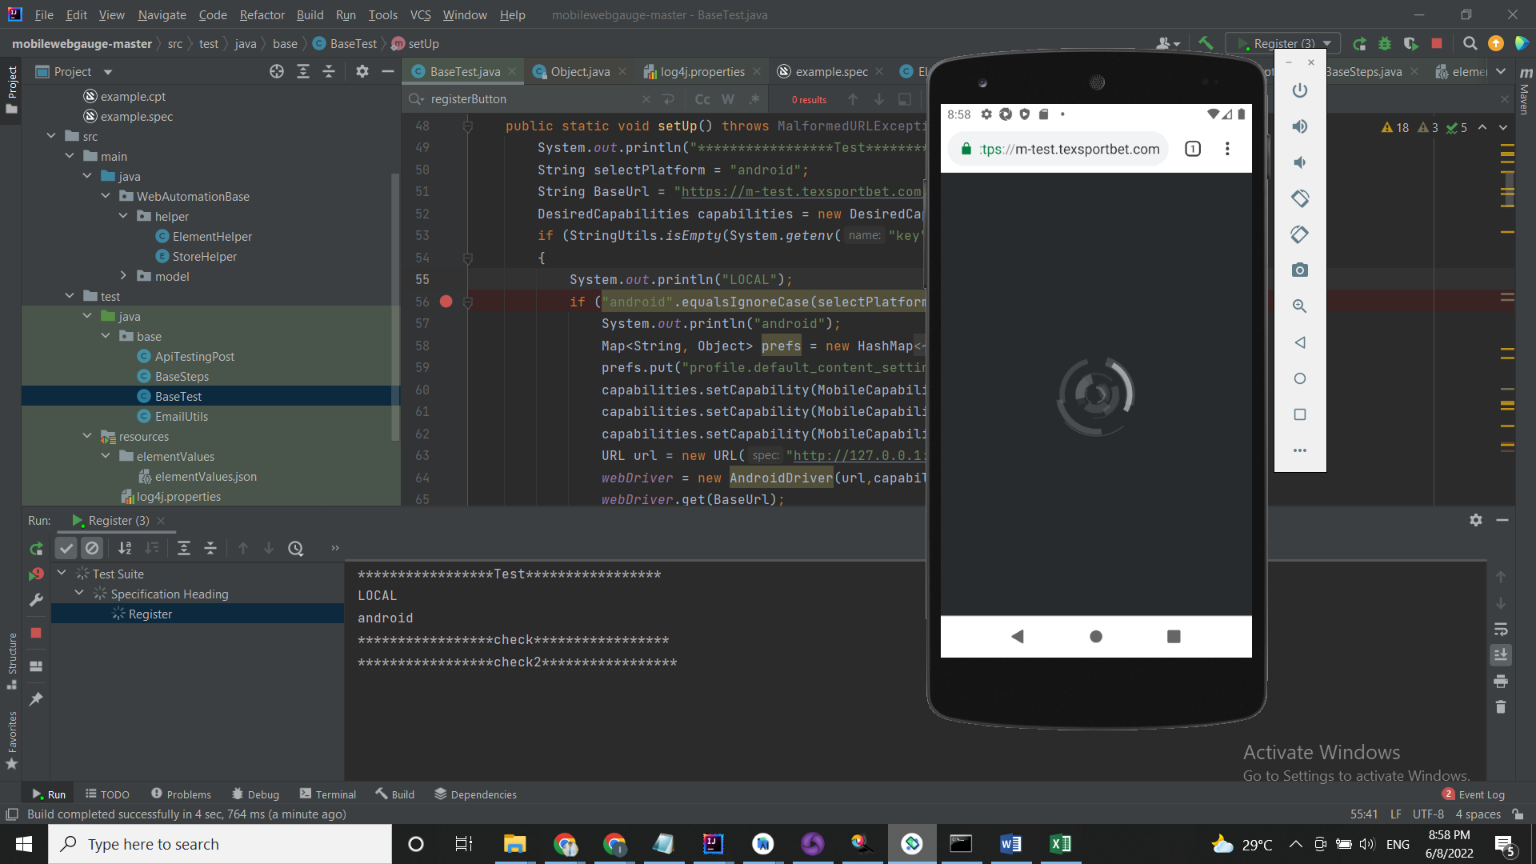 File Edit View Navigate Code Refactor Build Run Tools VCS Window Help mobilewebgauge-master - BaseTest.java
mobilewebgauge-master src test java base BaseTest setUp Register (3)
Project BaseTest.java Object.java log4j.properties example.spec BaseSteps.java
registerButton Cc W .* 0 results
18 3 5
Project
Maven
example.cpt
example.spec
src
main
java
WebAutomationBase
helper
ElementHelper
StoreHelper
model
test
java
base
ApiTestingPost
BaseSteps
BaseTest
EmailUtils
resources
elementValues
elementValues.json
log4j.properties
48 public static void setUp() throws MalformedURLExcepti
49 System.out.println("*****************Test********
50 String selectPlatform = "android";
51 String BaseUrl = "https://m-test.texsportbet.com
52 DesiredCapabilities capabilities = new DesiredCap
53 if (StringUtils.isEmpty(System.getenv( name: "key"
54 {
55 System.out.println("LOCAL");
56 if ("android".equalsIgnoreCase(selectPlatform
57 System.out.println("android");
58 Map<String, Object> prefs = new HashMap<~
59 prefs.put("profile.default_content_settin
60 capabilities.setCapability(MobileCapabili
61 capabilities.setCapability(MobileCapabili
62 capabilities.setCapability(MobileCapabili
63 URL url = new URL( spec: "http://127.0.0.1:
64 webDriver = new AndroidDriver(url,capabil
65 webDriver.get(BaseUrl);
8:58
:tps://m-test.texsportbet.com 1
Run: Register (3)
Test Suite
Specification Heading
Register
*****************Test*****************
LOCAL
android
*****************check*****************
*****************check2*****************
Structure
Favorites
Activate Windows
Go to Settings to activate Windows.
Run TODO Problems Debug Terminal Build Dependencies 2 Event Log
Build completed successfully in 4 sec, 764 ms (a minute ago) 55:41 LF UTF-8 4 spaces
Type here to search
29°C ENG 8:58 PM
6/8/2022 5